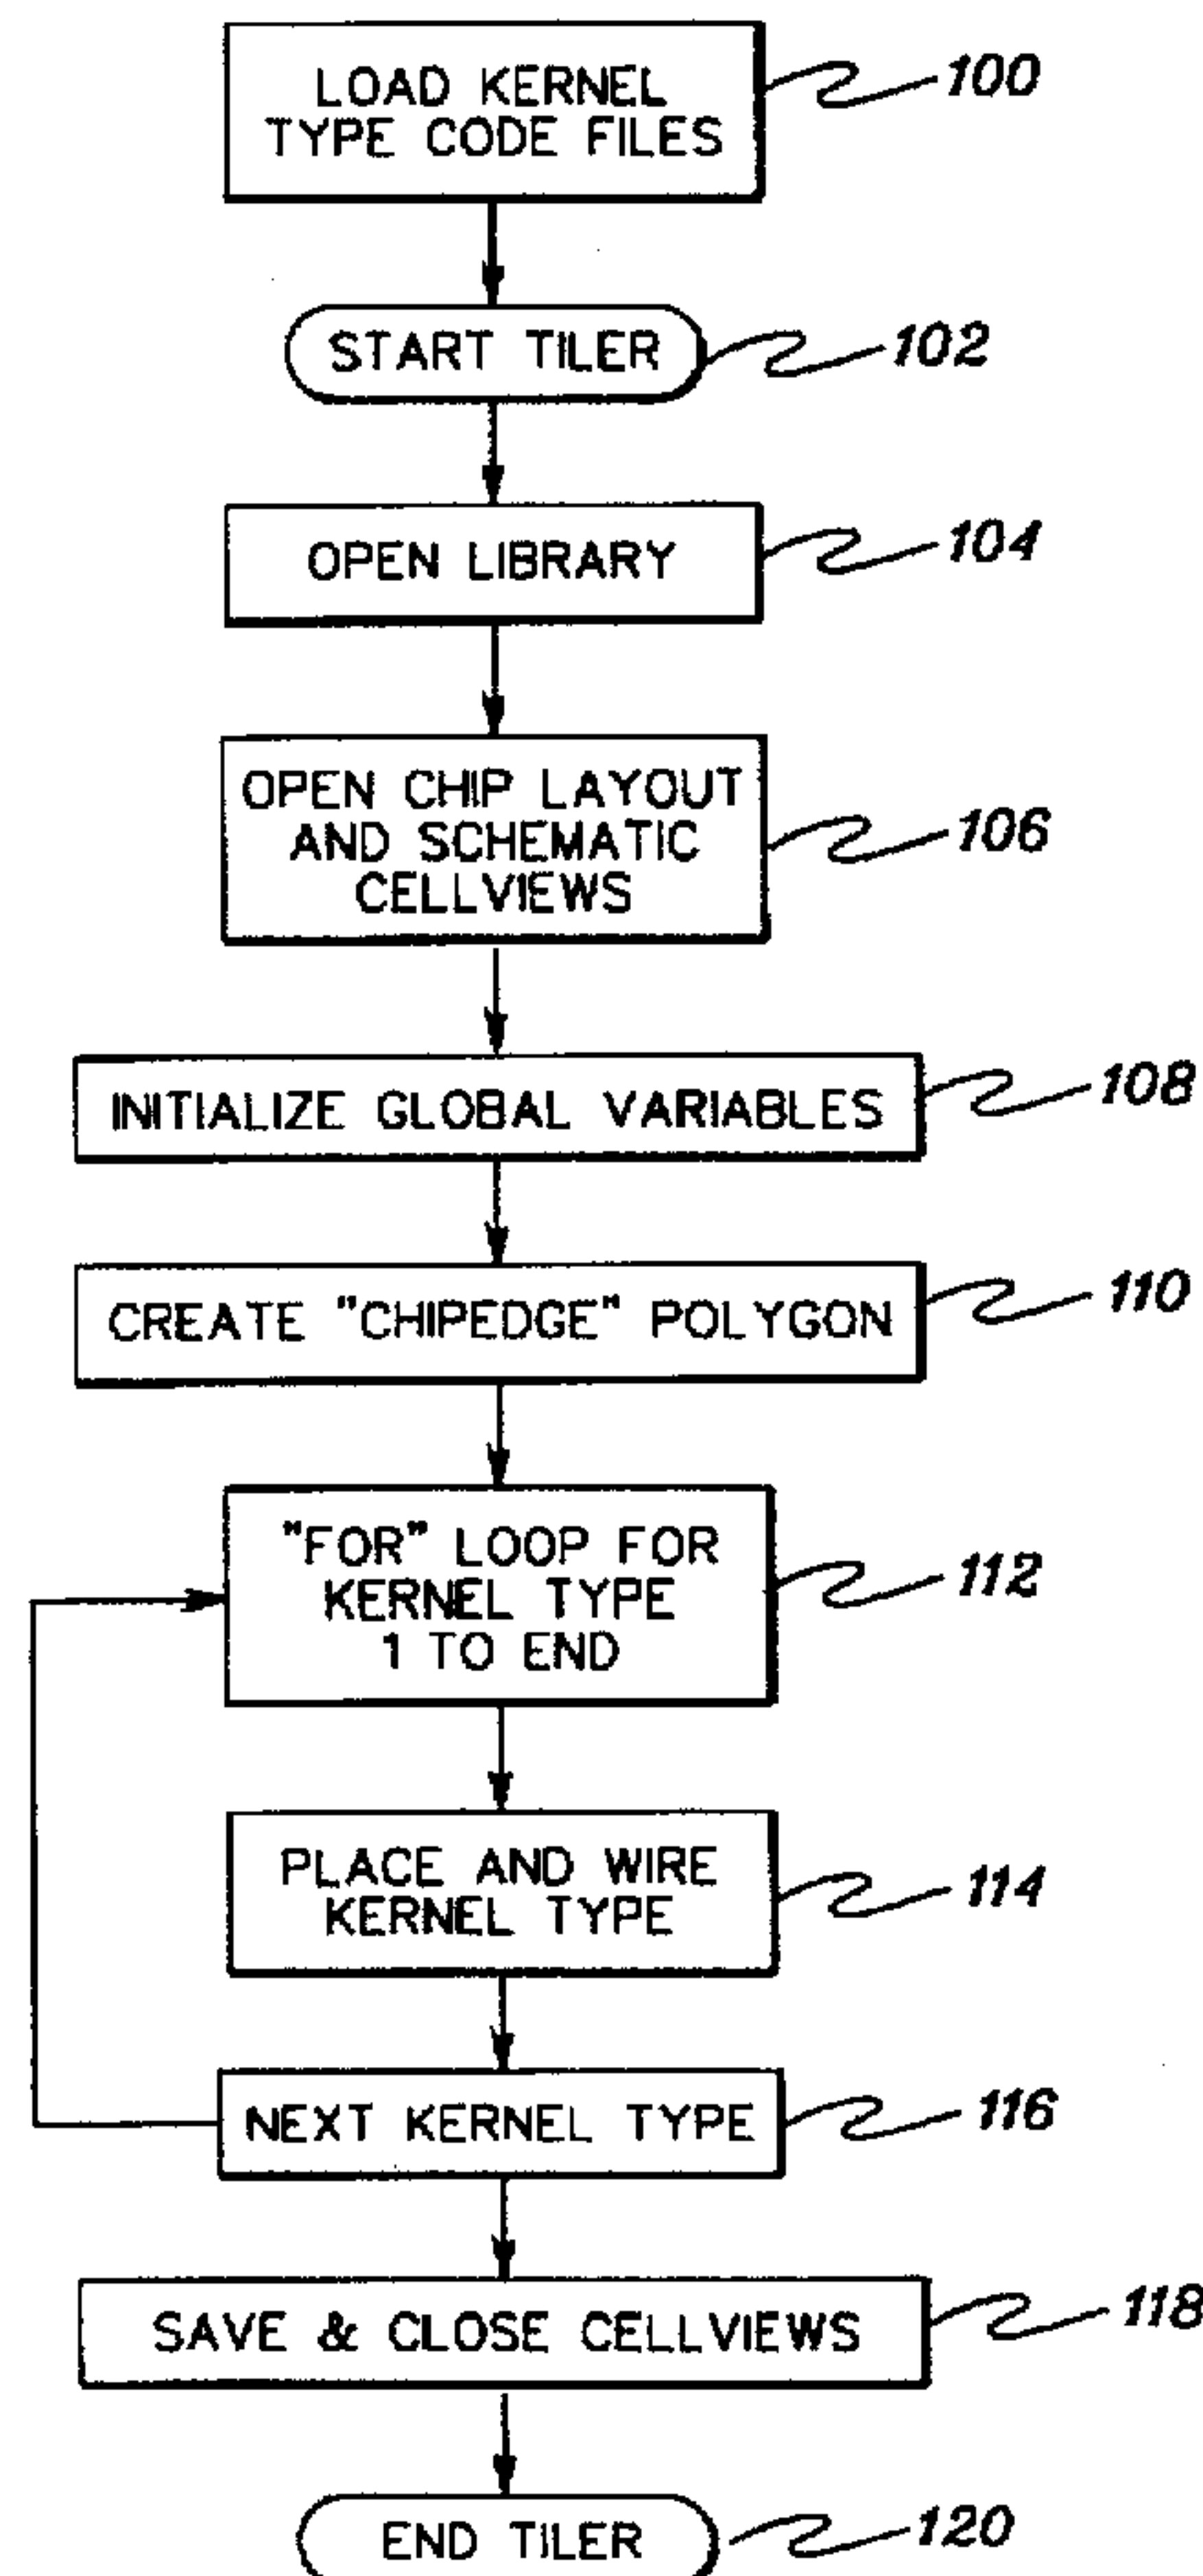 LOAD KERNEL
TYPE CODE FILES
100
START TILER
102
OPEN LIBRARY
104
OPEN CHIP LAYOUT
AND SCHEMATIC
CELLVIEWS
106
INITIALIZE GLOBAL VARIABLES
108
CREATE "CHIPEDGE" POLYGON
110
"FOR" LOOP FOR
KERNEL TYPE
1 TO END
112
PLACE AND WIRE
KERNEL TYPE
114
NEXT KERNEL TYPE
116
SAVE & CLOSE CELLVIEWS
118
END TILER
120